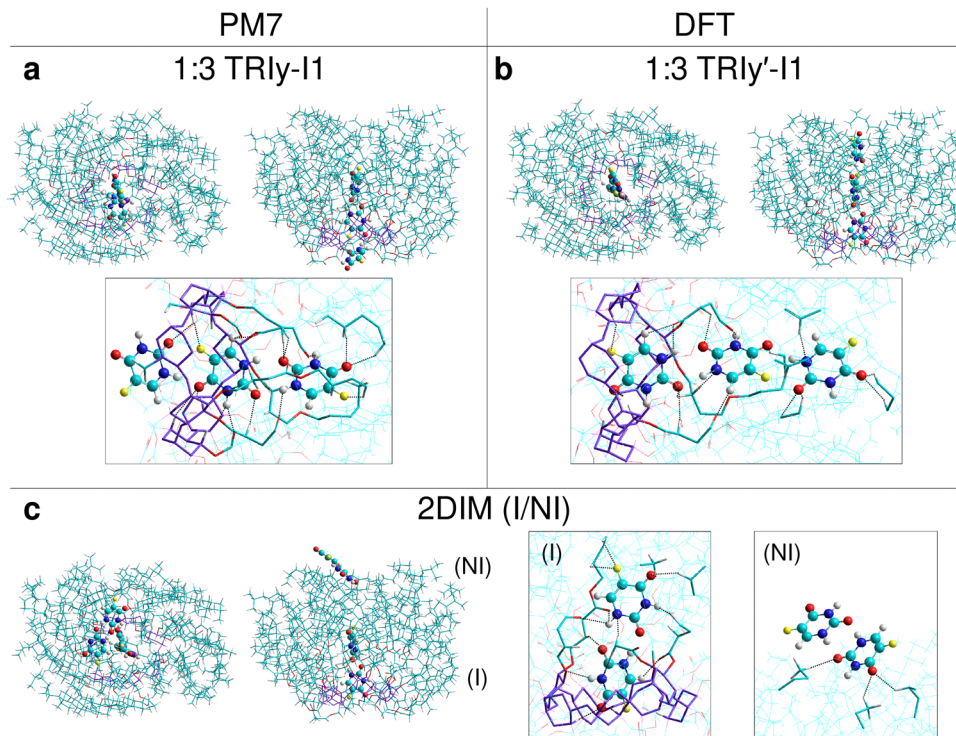 PM7
DFT
a
1:3 TRIy-I1
b
1:3 TRIy′-I1
c
2DIM (I/NI)
(NI)
(I)
(I)
(NI)